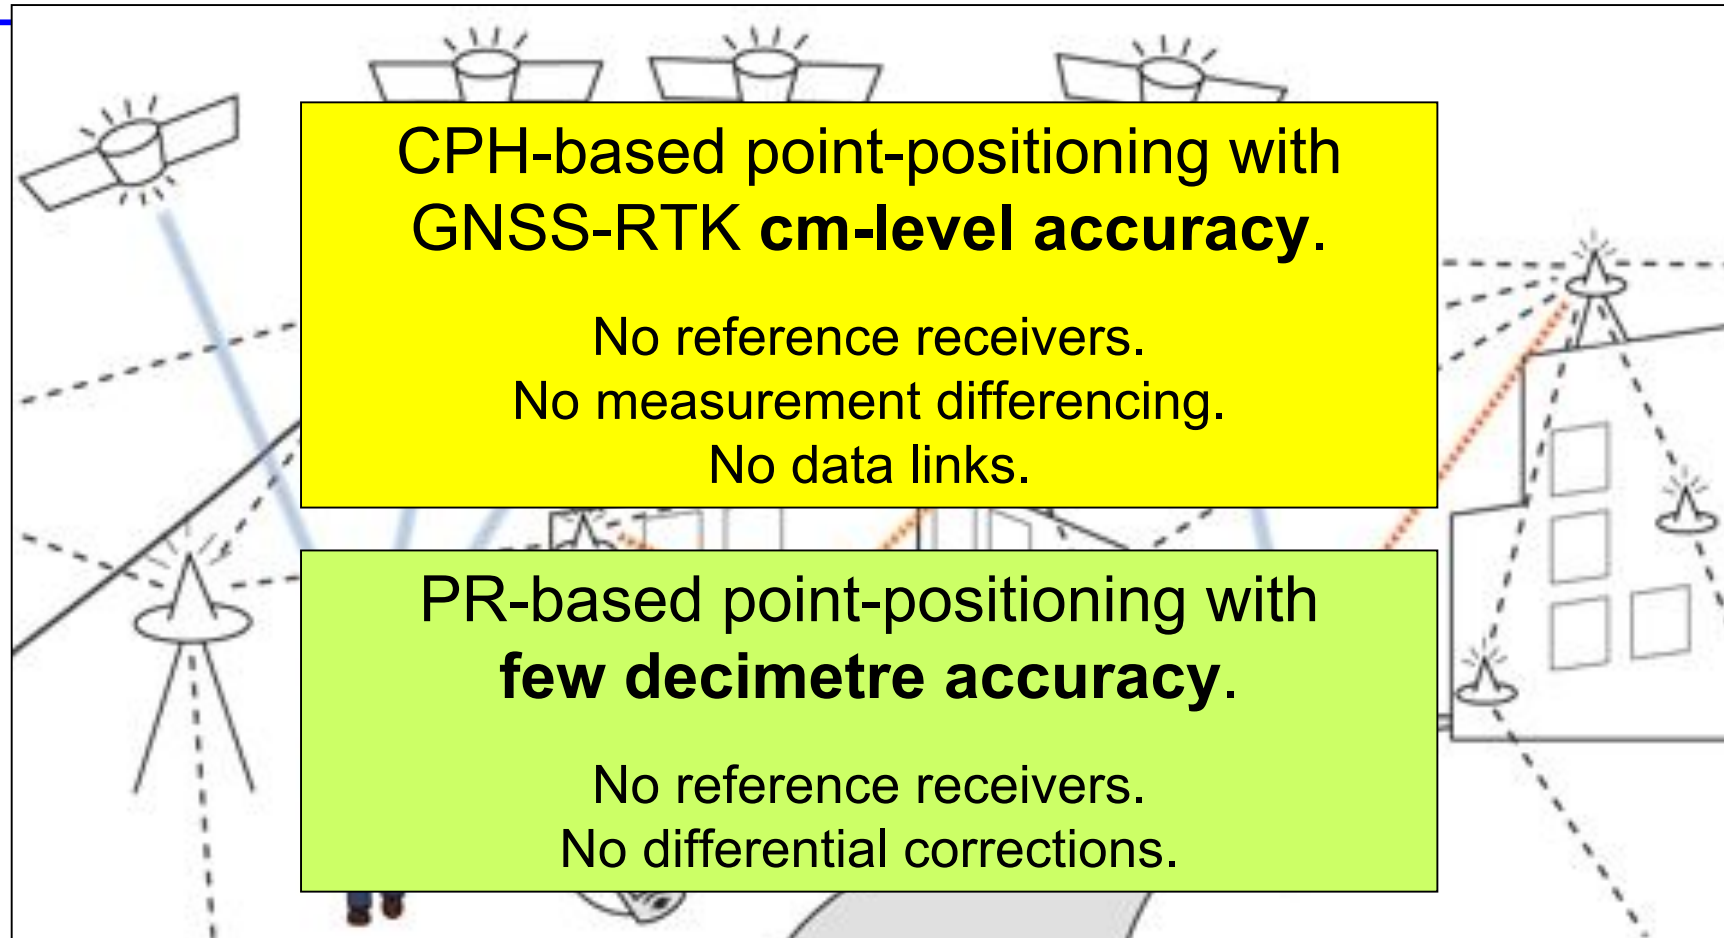 CPH-based point-positioning with
GNSS-RTK cm-level accuracy.
No reference receivers.
No measurement differencing.
No data links.
PR-based point-positioning with
few decimetre accuracy.
No reference receivers.
No differential corrections.